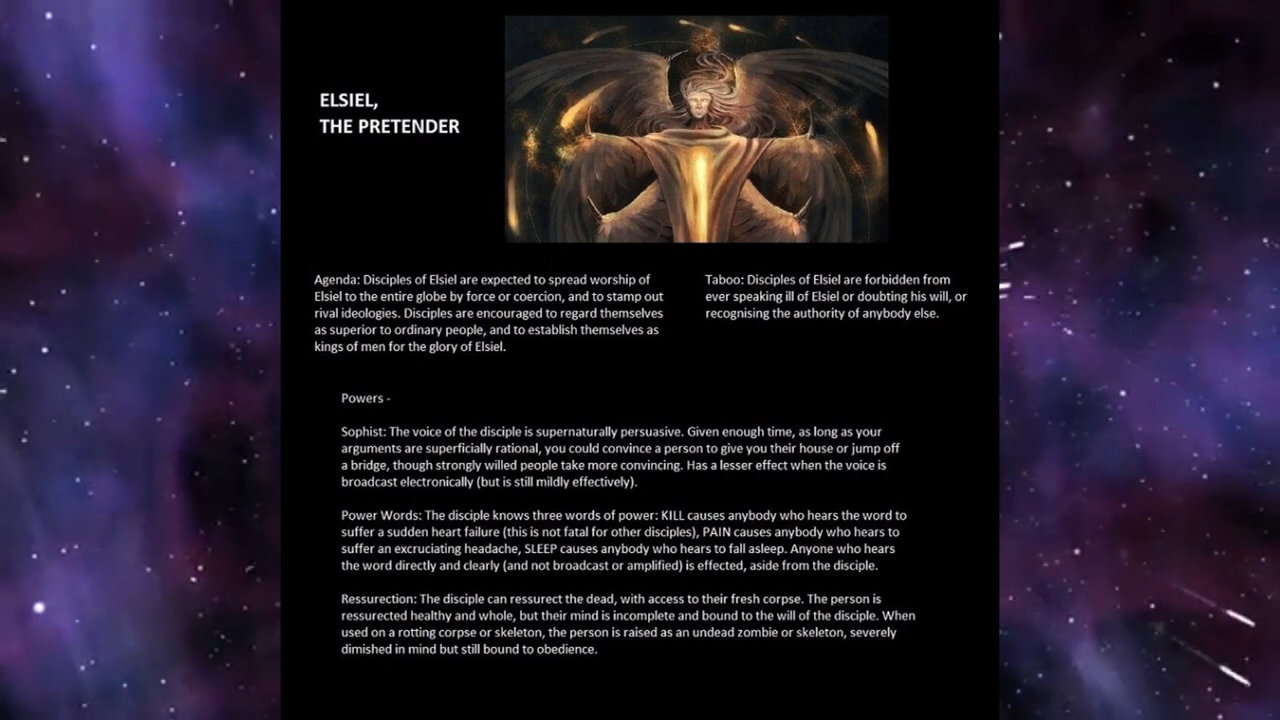 ELSIEL,
THE PRETENDER
Agenda: Disciples of Elsiel are expected to spread worship of
Elsiel to the entire globe by force or coercion, and to stamp out
rival ideologies. Disciples are encouraged to regard themselves
as superior to ordinary people, and to establish themselves as
kings of men for the glory of Elsiel.
Taboo: Disciples of Elsiel are forbidden from
ever speaking ill of Elsiel or doubting his will, or
recognising the authority of anybody else.
Powers -
Sophist: The voice of the disciple is supernaturally persuasive. Given enough time, as long as your
arguments are superficially rational, you could convince a person to give you their house or jump off
a bridge, though strongly willed people take more convincing. Has a lesser effect when the voice is
broadcast electronically (but is still mildly effectively).
Power Words: The disciple knows three words of power: KILL causes anybody who hears the word to
suffer a sudden heart failure (this is not fatal for other disciples), PAIN causes anybody who hears to
suffer an excruciating headache, SLEEP causes anybody who hears to fall asleep. Anyone who hears
the word directly and clearly (and not broadcast or amplified) is effected, aside from the disciple.
Ressurection: The disciple can ressurect the dead, with access to their fresh corpse. The person is
ressurected healthy and whole, but their mind is incomplete and bound to the will of the disciple. When
used on a rotting corpse or skeleton, the person is raised as an undead zombie or skeleton, severely
dimished in mind but still bound to obedience.